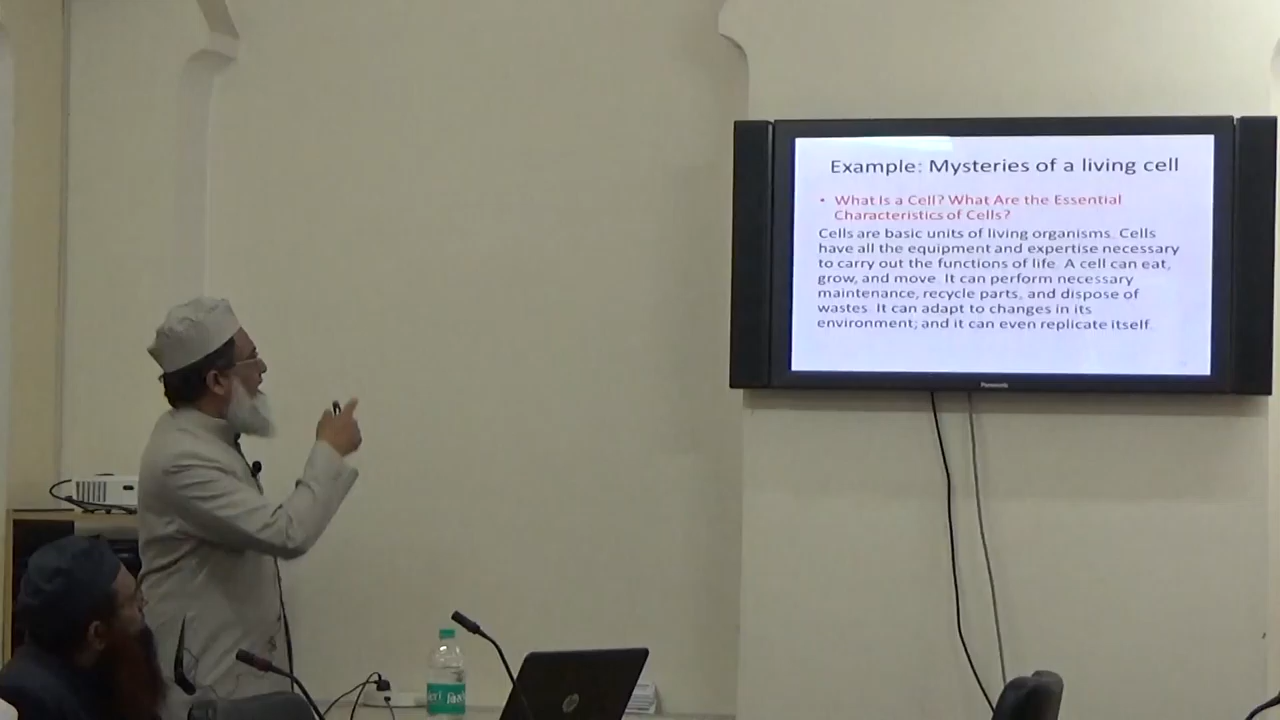 Example: Mysteries of a living cell
• What Is a Cell? What Are the Essential
Characteristics of Cells?
Cells are basic units of living organisms. Cells
have all the equipment and expertise necessary
to carry out the functions of life. A cell can eat,
grow, and move. It can perform necessary
maintenance, recycle parts, and dispose of
wastes. It can adapt to changes in its
environment; and it can even replicate itself.
Panasonic
hp